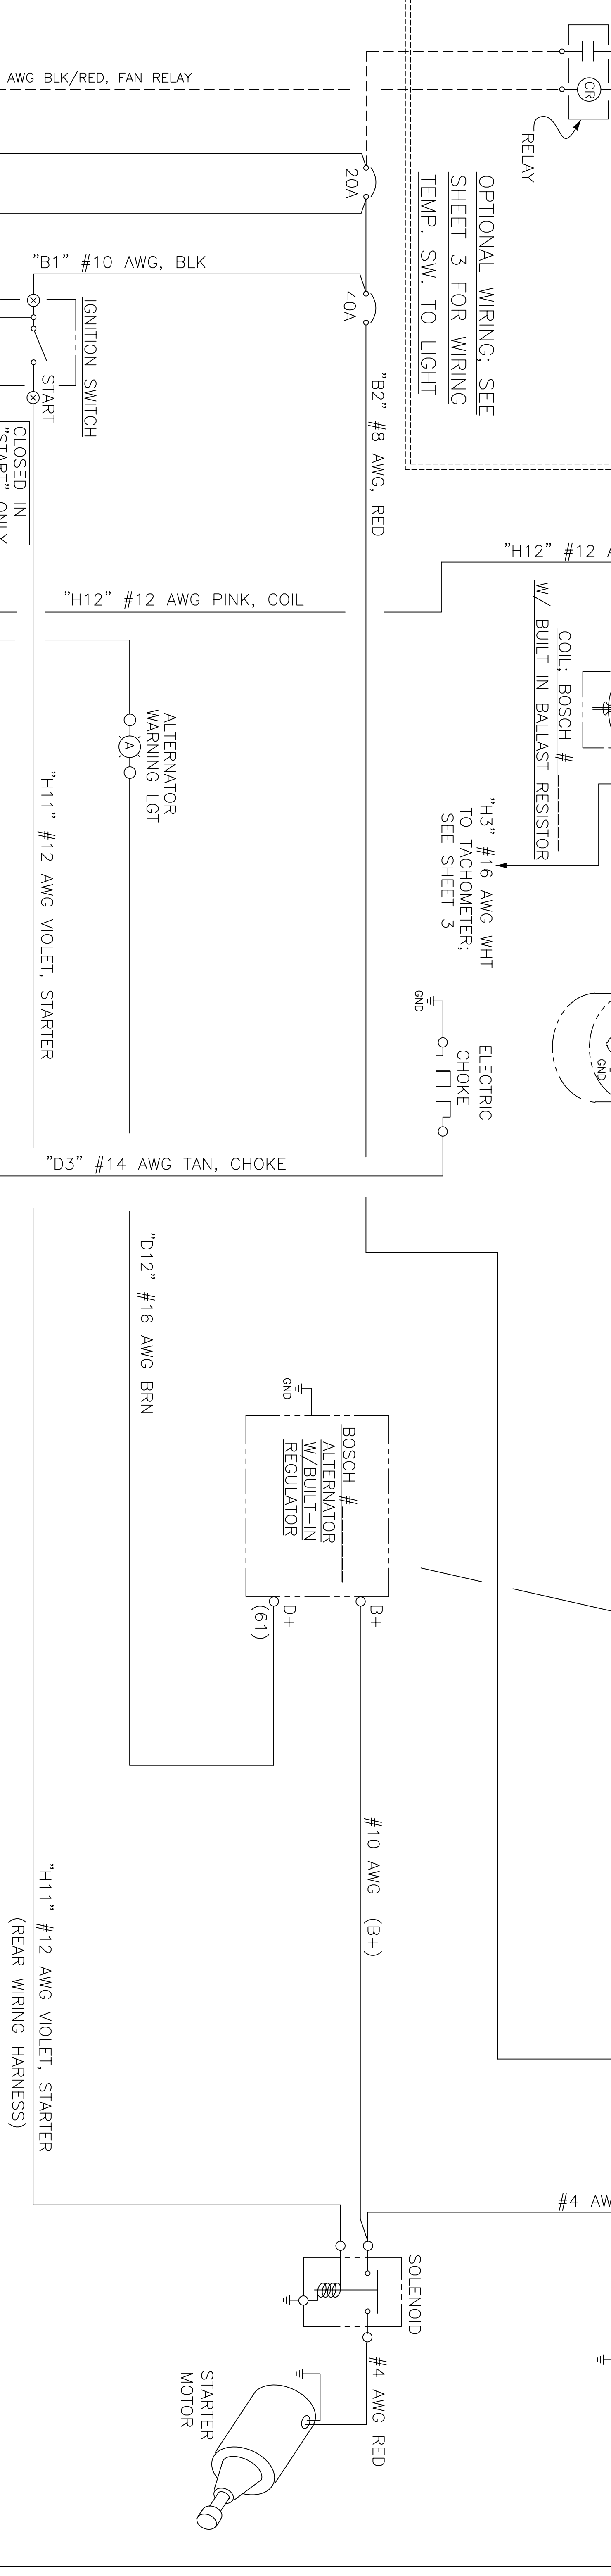 AWG BLK/RED, FAN RELAY
CR
RELAY
20A
OPTIONAL WIRING; SEE
SHEET 3 FOR WIRING
TEMP. SW. TO LIGHT
"B1" #10 AWG, BLK
40A
IGNITION SWITCH
START
CLOSED IN
"START" ONLY
"B2" #8 AWG, RED
"H12" #12
"H12" #12 AWG PINK, COIL
COIL; BOSCH #
W/ BUILT IN BALLAST RESISTOR
ALTERNATOR
WARNING LGT
A
"H11" #12 AWG VIOLET, STARTER
"H3" #16 AWG WHT
TO TACHOMETER;
SEE SHEET 3
GND
GND
ELECTRIC
CHOKE
"D3" #14 AWG TAN, CHOKE
"D12" #16 AWG BRN
GND
BOSCH #
ALTERNATOR
W/BUILT-IN
REGULATOR
B+
D+
(61)
#10 AWG (B+)
"H11" #12 AWG VIOLET, STARTER
(REAR WIRING HARNESS)
#4
SOLENOID
#4 AWG RED
STARTER
MOTOR